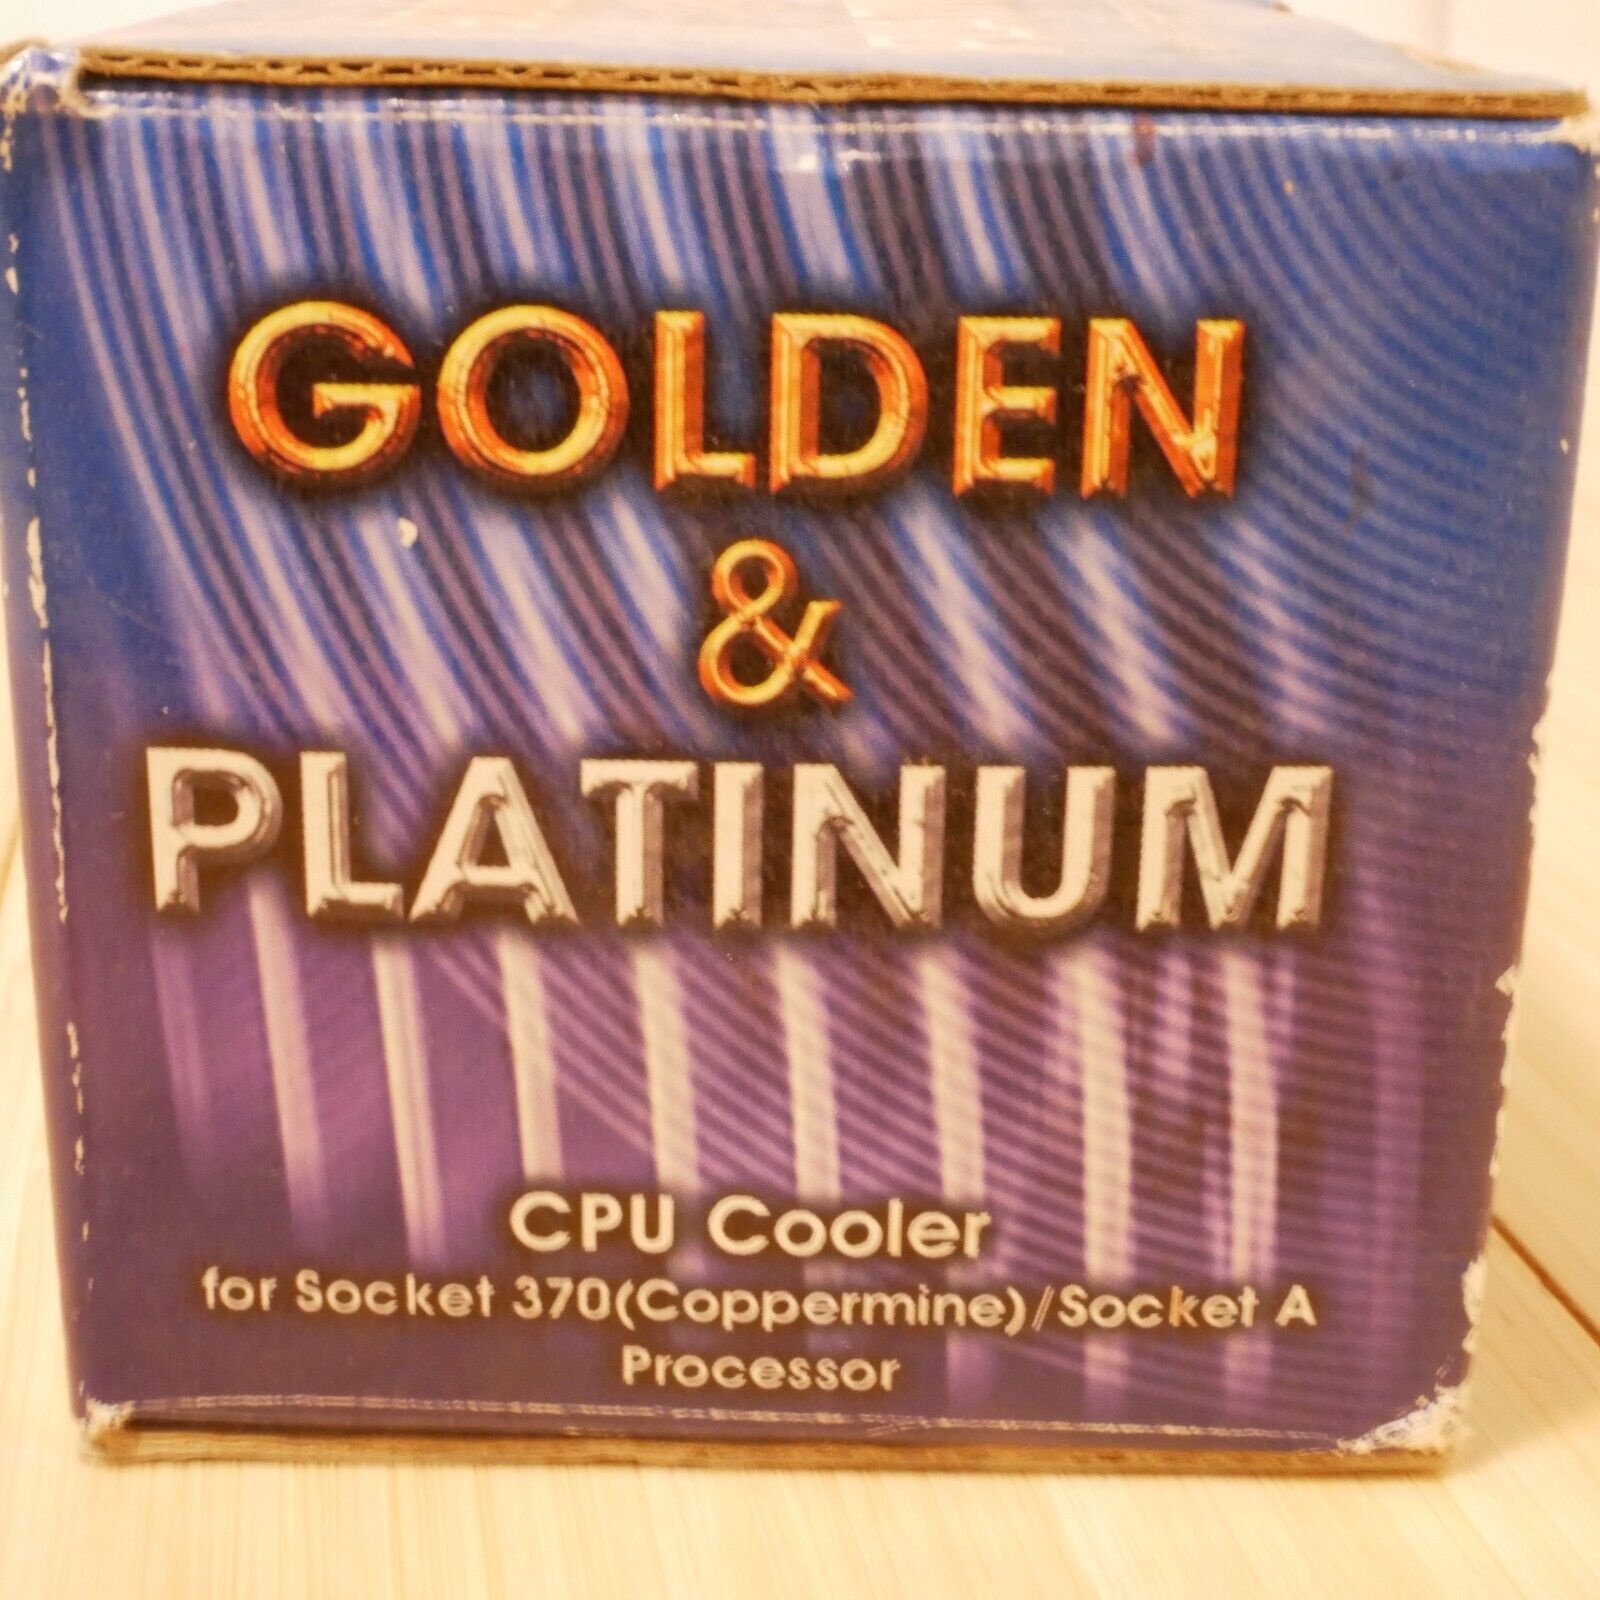 GOLDEN
&
PLATINUM
CPU Cooler
for Socket 370(Coppermine)/Socket A
Processor